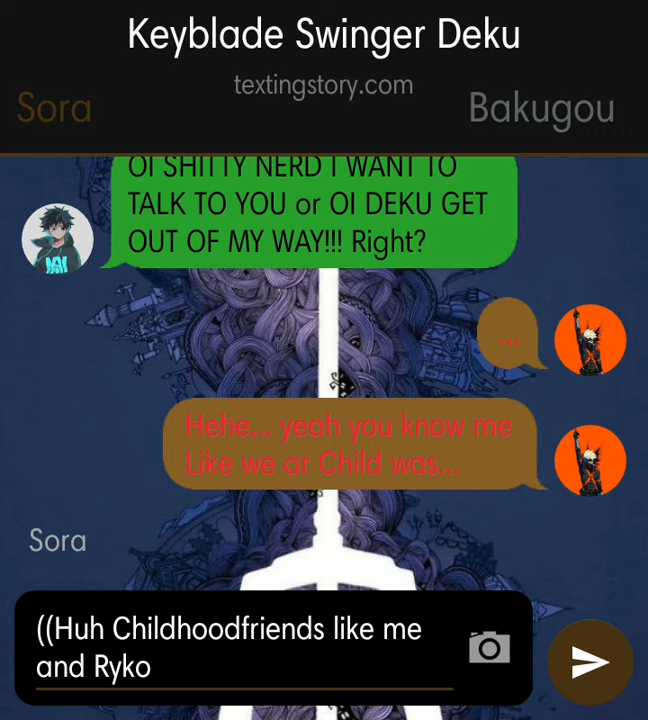 Keyblade Swinger Deku
textingstory.com
Sora
Bakugou
OI SHITTY NERD I WANT TO
TALK TO YOU or OI DEKU GET
OUT OF MY WAY!!! Right?
...
Hehe... yeah you know me
Like we ar Child was...
Sora
((Huh Childhoodfriends like me
and Ryko